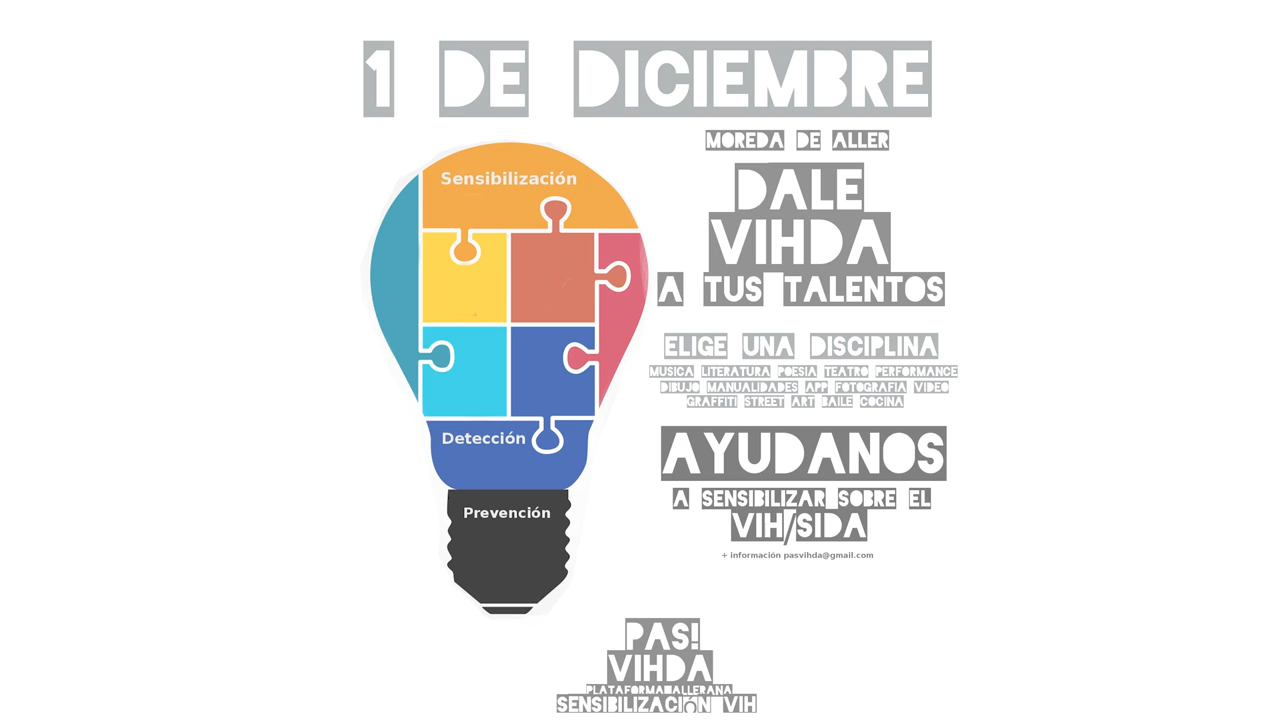 1 DE DICIEMBRE
MOREDA DE ALLER
DALE
VIHDA
A TUS TALENTOS
ELIGE UNA DISCIPLINA
MUSICA LITERATURA POESIA TEATRO PERFORMANCE
DIBUJO MANUALIDADES APP FOTOGRAFIA VIDEO
GRAFFITI STREET ART BAILE COCINA
AYUDANOS
A SENSIBILIZAR SOBRE EL
VIH/SIDA
+ información pasvihda@gmail.com
Sensibilización
Detección
Prevención
PAS!
VIHDA
PLATAFORMAALLERANA
SENSIBILIZACIÓN VIH